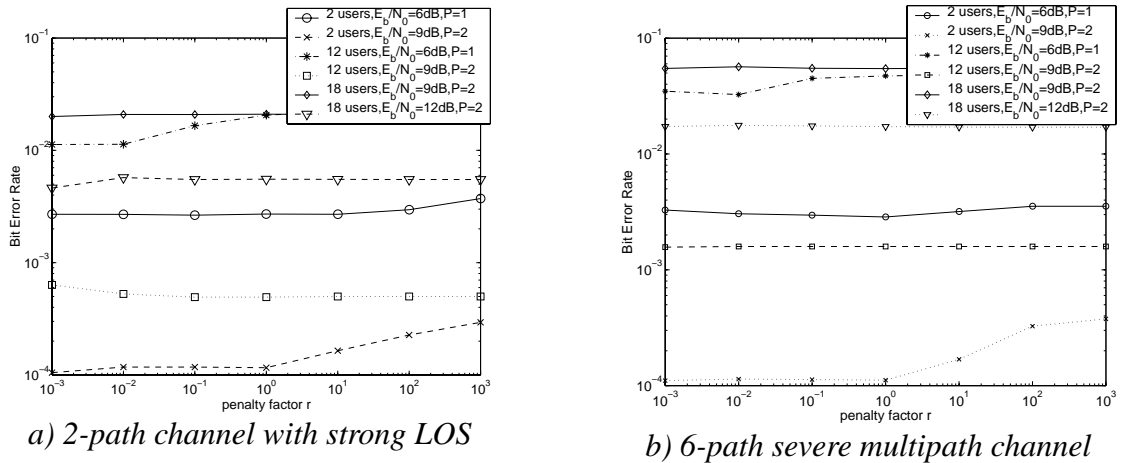 10^-1
10^-2
10^-3
10^-4
Bit Error Rate
10^-3 10^-2 10^-1 10^0 10^1 10^2 10^3
penalty factor r
2 users,E_b/N_0=6dB,P=1
2 users,E_b/N_0=9dB,P=2
12 users,E_b/N_0=6dB,P=1
12 users,E_b/N_0=9dB,P=2
18 users,E_b/N_0=9dB,P=2
18 users,E_b/N_0=12dB,P=2
a) 2-path channel with strong LOS
10^-1
10^-2
10^-3
10^-4
Bit Error Rate
10^-3 10^-2 10^-1 10^0 10^1 10^2 10^3
penalty factor r
2 users,E_b/N_0=6dB,P=1
2 users,E_b/N_0=9dB,P=2
12 users,E_b/N_0=6dB,P=1
12 users,E_b/N_0=9dB,P=2
18 users,E_b/N_0=9dB,P=2
18 users,E_b/N_0=12dB,P=2
b) 6-path severe multipath channel